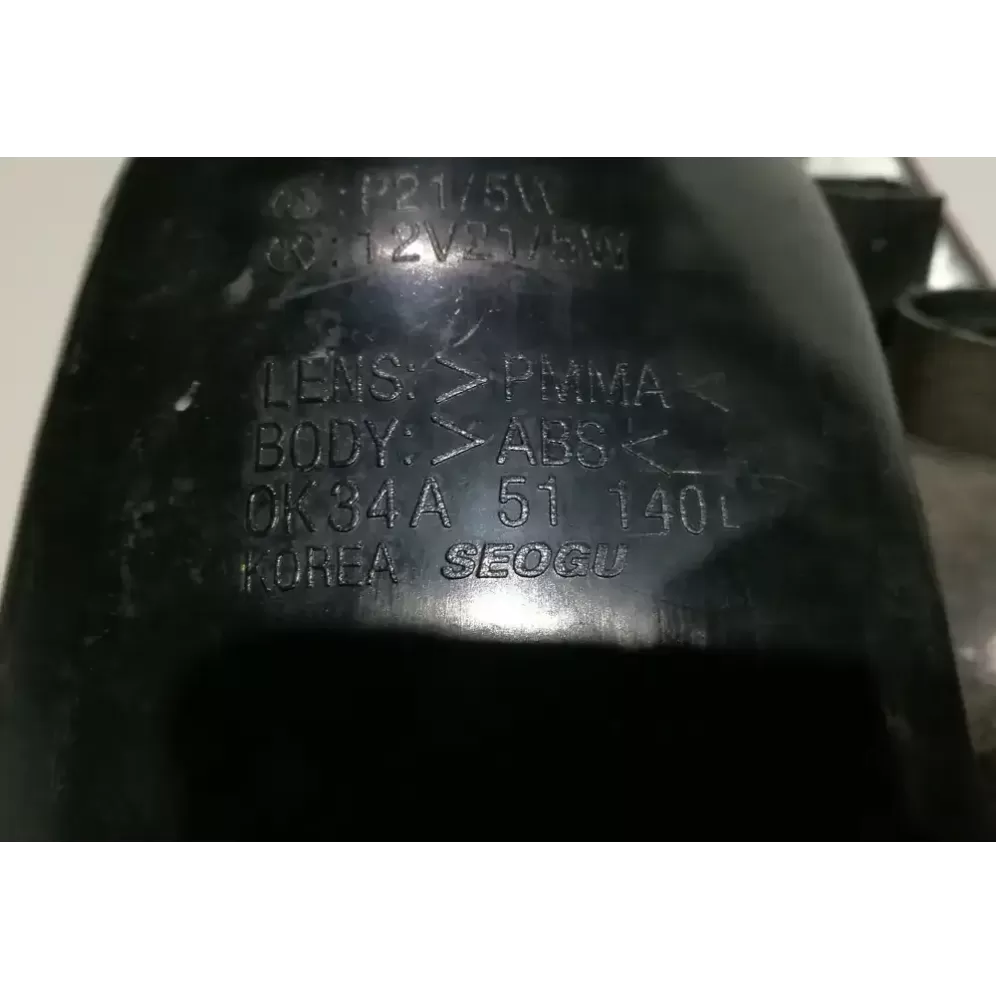 : P21/5W
: 12V21/5W
LENS: >PMMA<
BODY: >ABS<
0K34A 51 140L
KOREA SEOGU